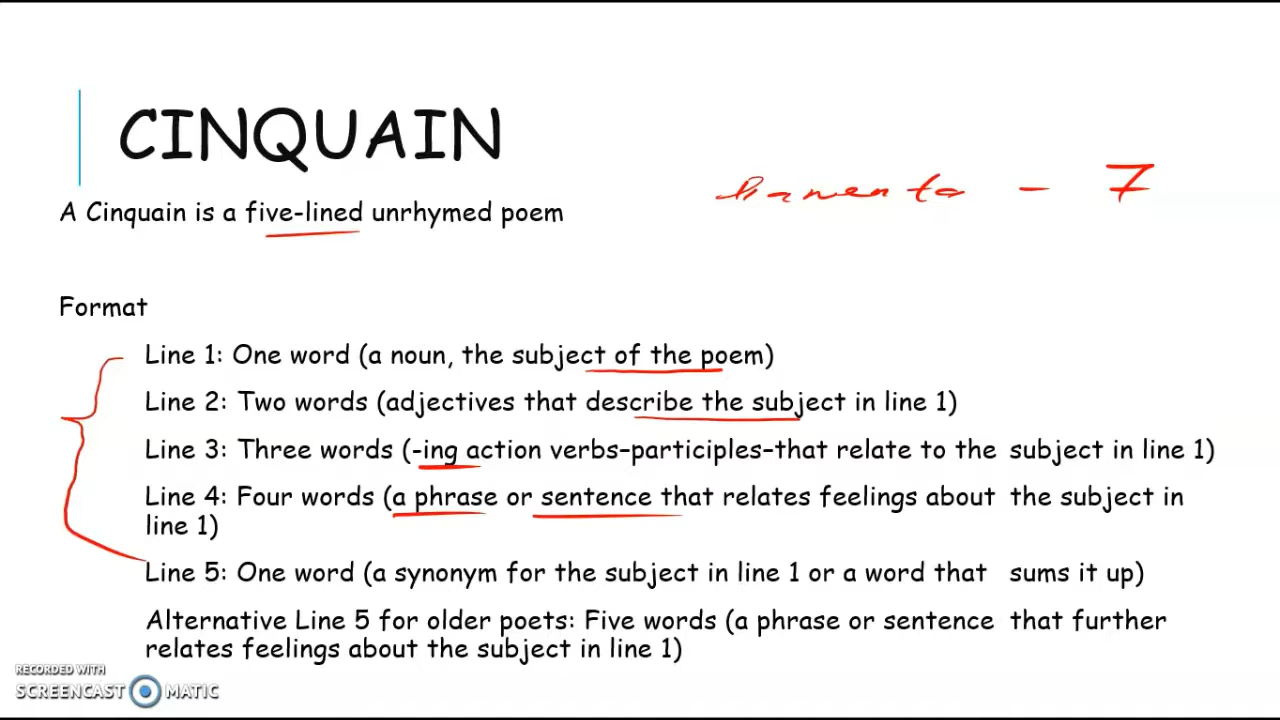 CINQUAIN
A Cinquain is a five-lined unrhymed poem
- 7
Format
Line 1: One word (a noun, the subject of the poem)
Line 2: Two words (adjectives that describe the subject in line 1)
Line 3: Three words (-ing action verbs–participles–that relate to the subject in line 1)
Line 4: Four words (a phrase or sentence that relates feelings about the subject in
line 1)
Line 5: One word (a synonym for the subject in line 1 or a word that sums it up)
Alternative Line 5 for older poets: Five words (a phrase or sentence that further
relates feelings about the subject in line 1)
RECORDED WITH
SCREENCAST MATIC